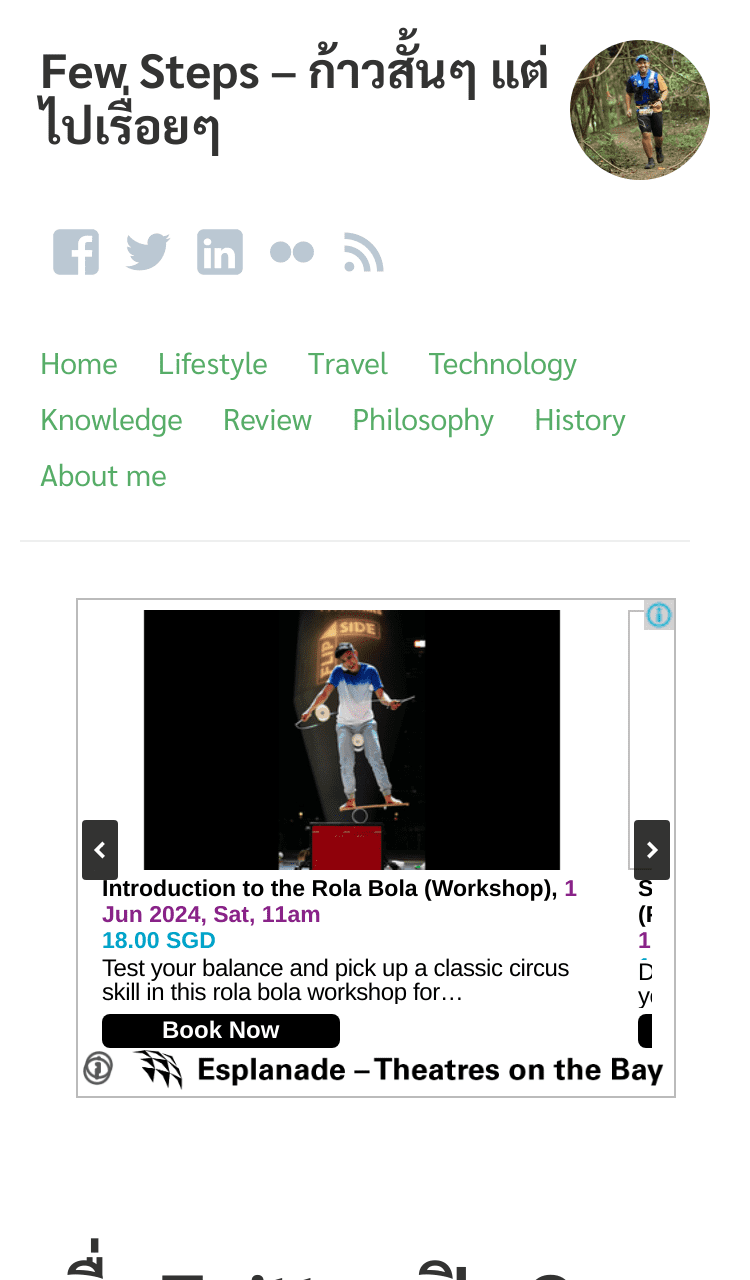 Few Steps – ก้าวสั้นๆ แต่
ไปเรื่อยๆ
Home Lifestyle Travel Technology
Knowledge Review Philosophy History
About me
FLIP SIDE
Introduction to the Rola Bola (Workshop), 1
Jun 2024, Sat, 11am
18.00 SGD
Test your balance and pick up a classic circus
skill in this rola bola workshop for…
Book Now
Esplanade – Theatres on the Bay